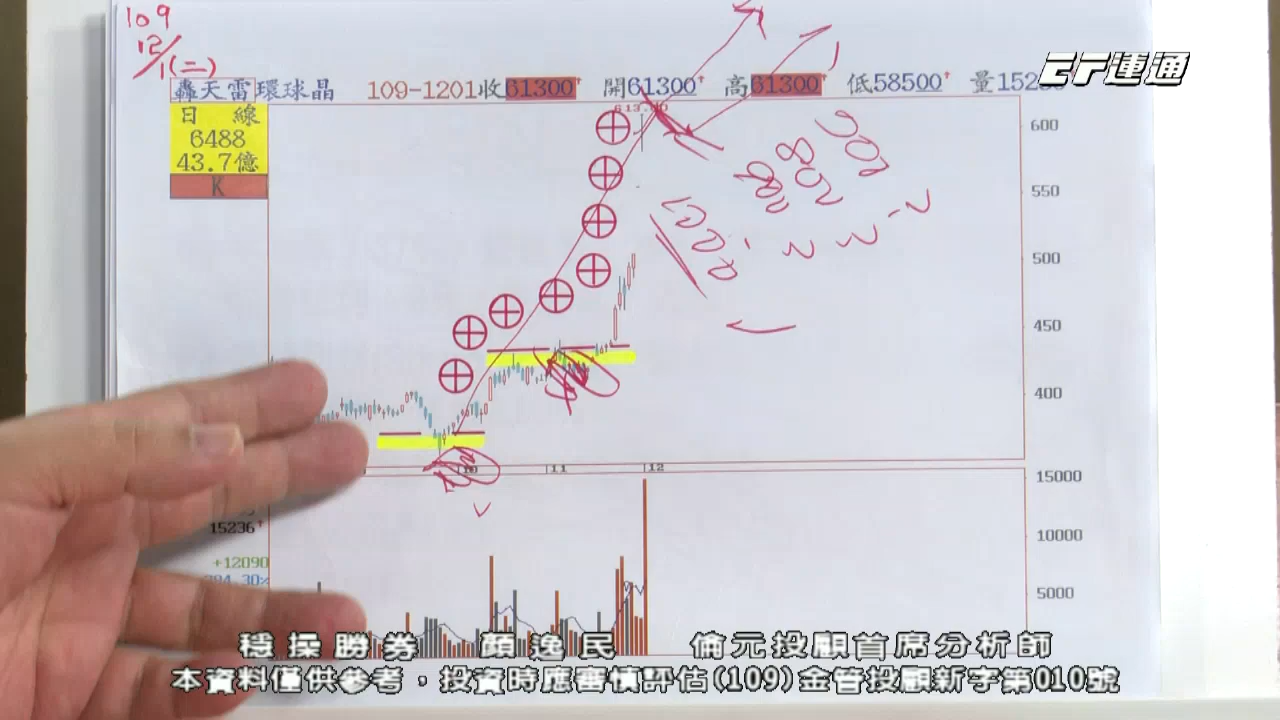 109
12/1(二)
EF運通
轟天雷環球晶 109-1201收61300↑ 開61300↑ 高61300↑ 低58500↑ 量152
日 線
6488
43.7億
K
600
550
500
450
400
10 11 12
15000
10000
5000
15236↑
+12090
穩操勝券 顏逸民 倫元投顧首席分析師
本資料僅供參考，投資時應審慎評估(109)金管投顧新字第010號